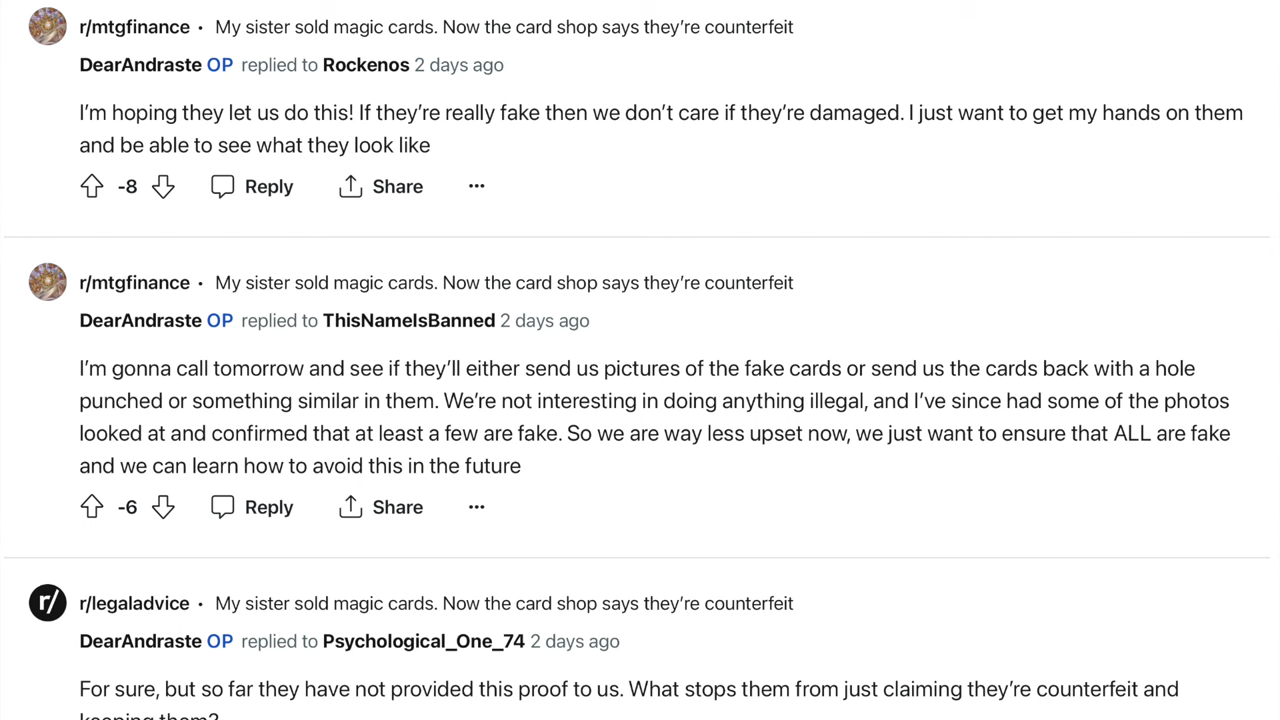 r/mtgfinance • My sister sold magic cards. Now the card shop says they're counterfeit
DearAndraste OP replied to Rockenos 2 days ago
I'm hoping they let us do this! If they're really fake then we don't care if they're damaged. I just want to get my hands on them
and be able to see what they look like
-8 Reply Share ...
r/mtgfinance • My sister sold magic cards. Now the card shop says they're counterfeit
DearAndraste OP replied to ThisNameIsBanned 2 days ago
I'm gonna call tomorrow and see if they'll either send us pictures of the fake cards or send us the cards back with a hole
punched or something similar in them. We're not interesting in doing anything illegal, and I've since had some of the photos
looked at and confirmed that at least a few are fake. So we are way less upset now, we just want to ensure that ALL are fake
and we can learn how to avoid this in the future
-6 Reply Share ...
r/ r/legaladvice • My sister sold magic cards. Now the card shop says they're counterfeit
DearAndraste OP replied to Psychological_One_74 2 days ago
For sure, but so far they have not provided this proof to us. What stops them from just claiming they're counterfeit and
keeping them?